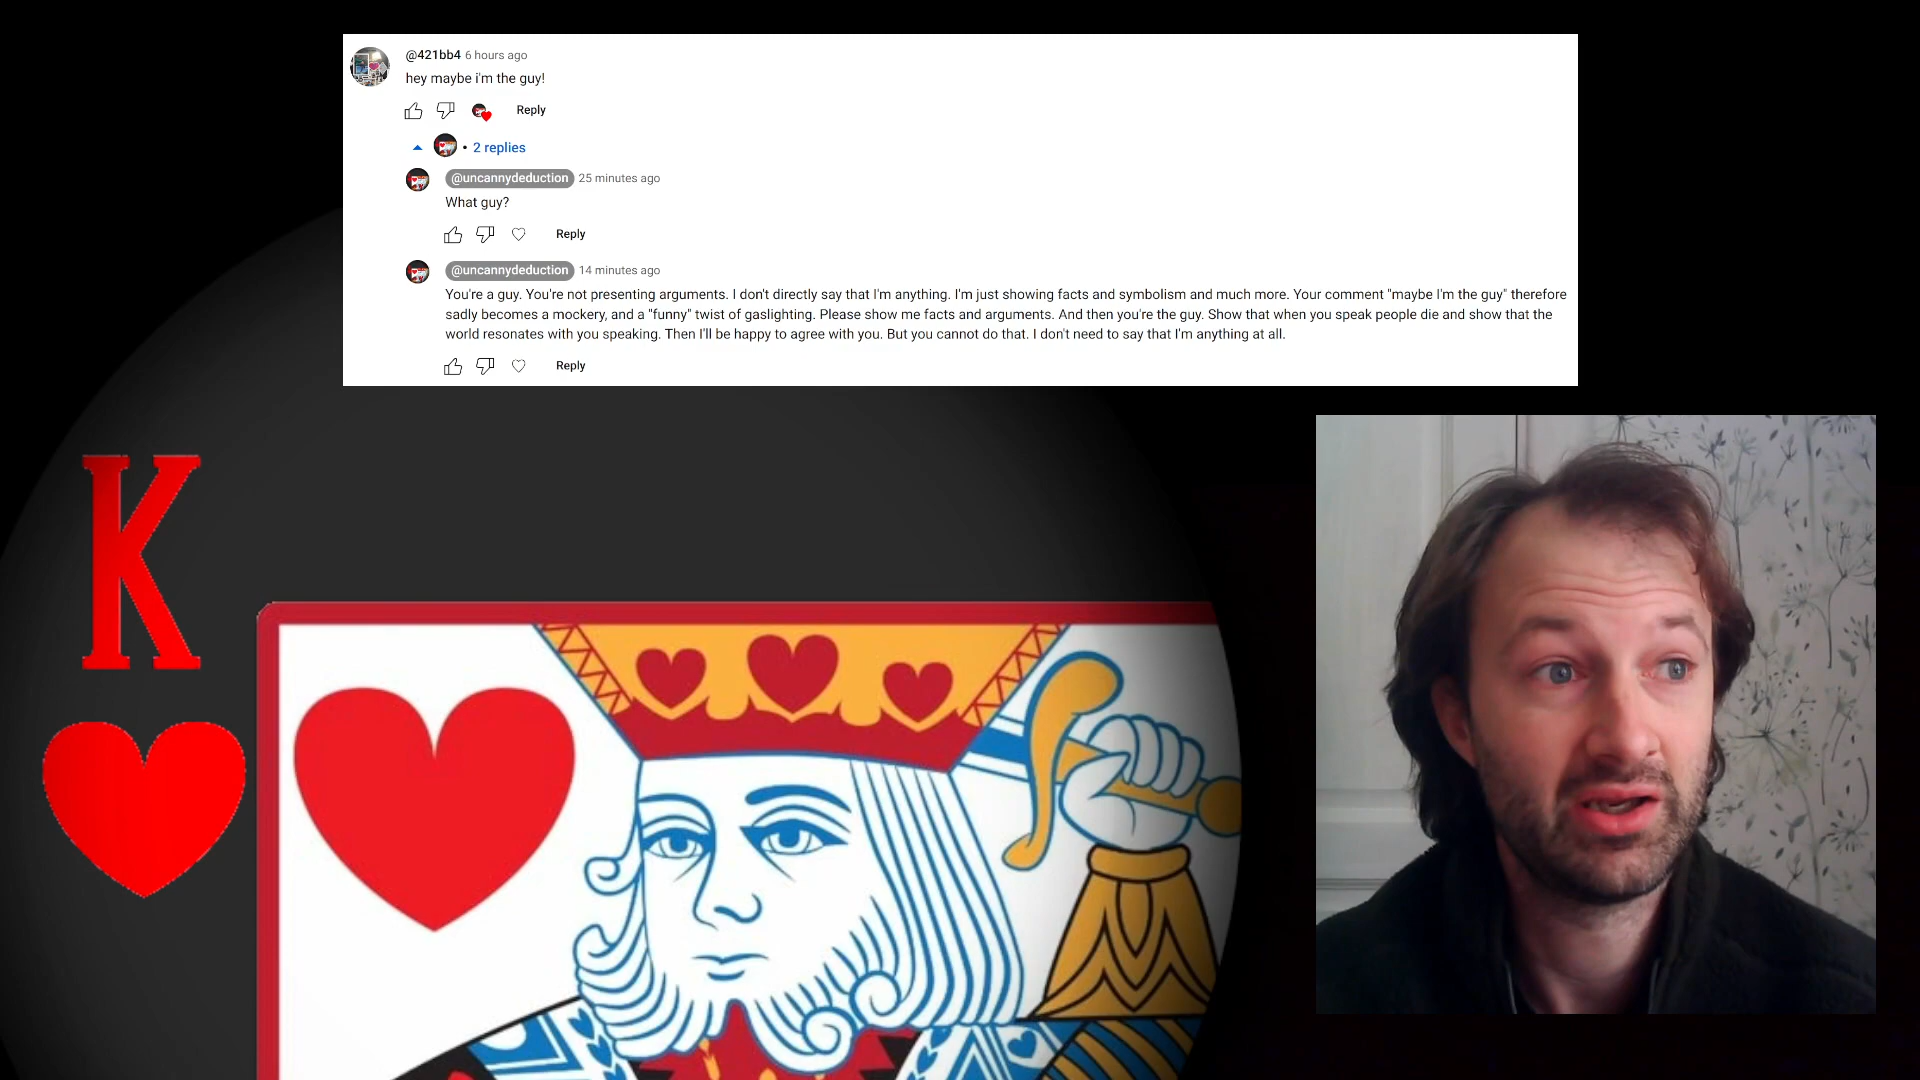 @421bb4 6 hours ago
hey maybe i'm the guy!
Reply
• 2 replies
@uncannydeduction 25 minutes ago
What guy?
Reply
@uncannydeduction 14 minutes ago
You're a guy. You're not presenting arguments. I don't directly say that I'm anything. I'm just showing facts and symbolism and much more. Your comment "maybe I'm the guy" therefore
sadly becomes a mockery, and a "funny" twist of gaslighting. Please show me facts and arguments. And then you're the guy. Show that when you speak people die and show that the
world resonates with you speaking. Then I'll be happy to agree with you. But you cannot do that. I don't need to say that I'm anything at all.
Reply
K